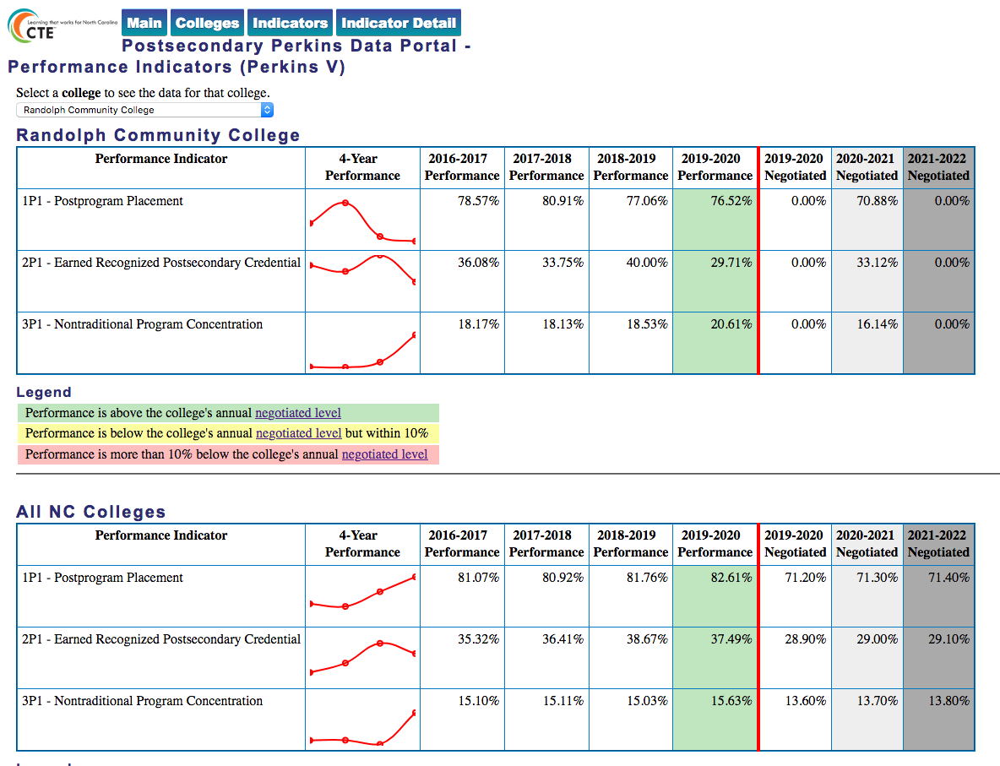 Learning that works for North Carolina
CTE
Main Colleges Indicators Indicator Detail
Postsecondary Perkins Data Portal -
Performance Indicators (Perkins V)
Select a college to see the data for that college.
Randolph Community College
Randolph Community College
Performance Indicator 4-Year Performance 2016-2017 Performance 2017-2018 Performance 2018-2019 Performance 2019-2020 Performance 2019-2020 Negotiated 2020-2021 Negotiated 2021-2022 Negotiated
1P1 - Postprogram Placement 78.57% 80.91% 77.06% 76.52% 0.00% 70.88% 0.00%
2P1 - Earned Recognized Postsecondary Credential 36.08% 33.75% 40.00% 29.71% 0.00% 33.12% 0.00%
3P1 - Nontraditional Program Concentration 18.17% 18.13% 18.53% 20.61% 0.00% 16.14% 0.00%
Legend
Performance is above the college's annual negotiated level
Performance is below the college's annual negotiated level but within 10%
Performance is more than 10% below the college's annual negotiated level
All NC Colleges
Performance Indicator 4-Year Performance 2016-2017 Performance 2017-2018 Performance 2018-2019 Performance 2019-2020 Performance 2019-2020 Negotiated 2020-2021 Negotiated 2021-2022 Negotiated
1P1 - Postprogram Placement 81.07% 80.92% 81.76% 82.61% 71.20% 71.30% 71.40%
2P1 - Earned Recognized Postsecondary Credential 35.32% 36.41% 38.67% 37.49% 28.90% 29.00% 29.10%
3P1 - Nontraditional Program Concentration 15.10% 15.11% 15.03% 15.63% 13.60% 13.70% 13.80%